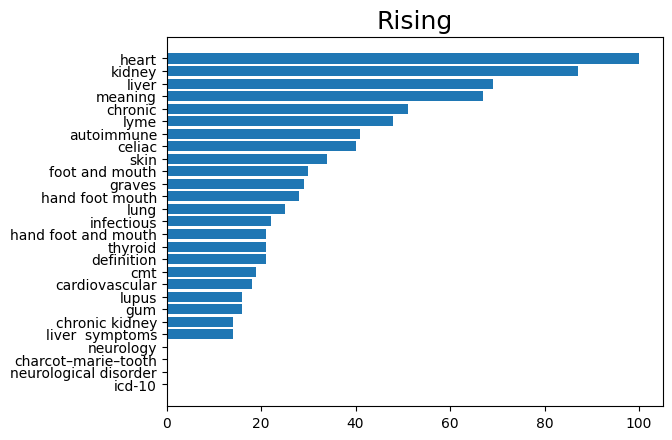 Rising
heart
kidney
liver
meaning
chronic
lyme
autoimmune
celiac
skin
foot and mouth
graves
hand foot mouth
lung
infectious
hand foot and mouth
thyroid
definition
cmt
cardiovascular
lupus
gum
chronic kidney
liver  symptoms
neurology
charcot–marie–tooth
neurological disorder
icd-10
0 20 40 60 80 100